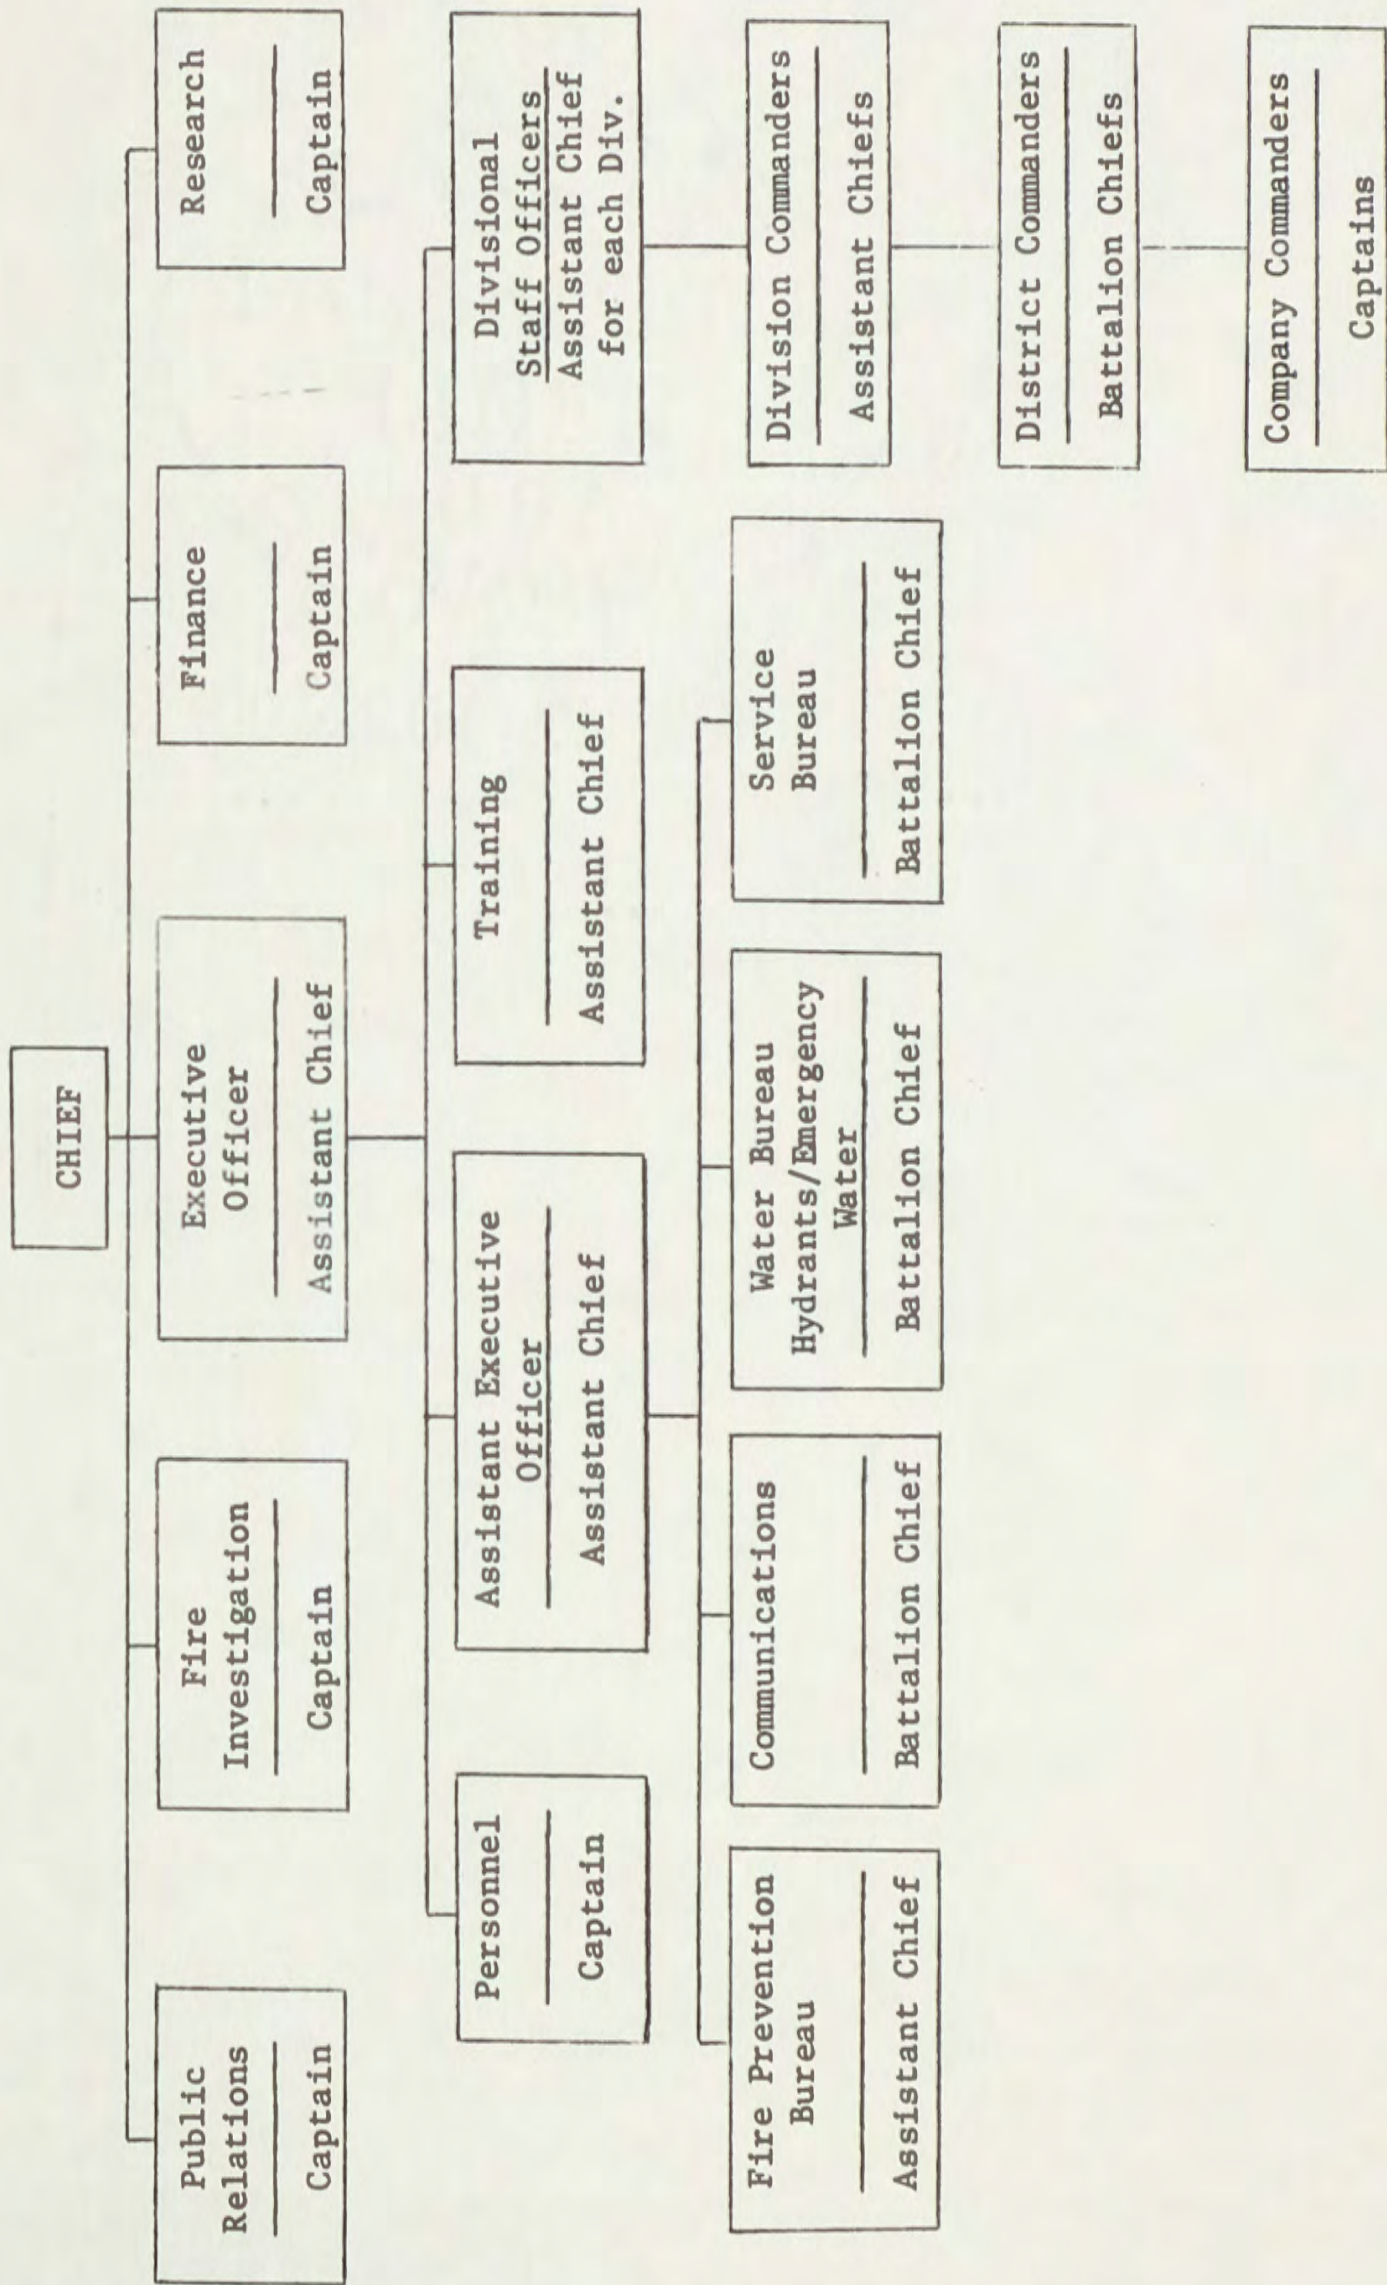 CHIEF
Public
Relations
Captain
Fire
Investigation
Captain
Executive
Officer
Assistant Chief
Finance
Captain
Research
Captain
Personnel
Captain
Assistant Executive
Officer
Assistant Chief
Training
Assistant Chief
Divisional
Staff Officers
Assistant Chief
for each Div.
Fire Prevention
Bureau
Assistant Chief
Communications
Battalion Chief
Water Bureau
Hydrants/Emergency
Water
Battalion Chief
Service
Bureau
Battalion Chief
Division Commanders
Assistant Chiefs
District Commanders
Battalion Chiefs
Company Commanders
Captains